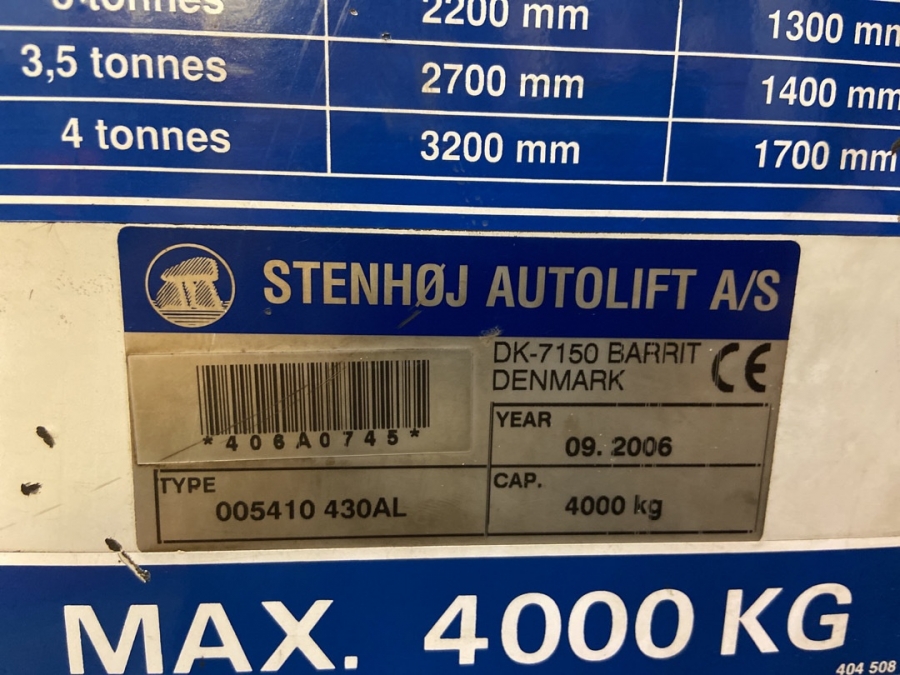 tonnes 2200 mm 1300 mm
3,5 tonnes 2700 mm 1400 mm
4 tonnes 3200 mm 1700 mm
STENHØJ AUTOLIFT A/S
DK-7150 BARRIT
DENMARK
CE
*406A0745*
YEAR
09. 2006
TYPE
005410 430AL
CAP.
4000 kg
MAX. 4000 KG
404 508